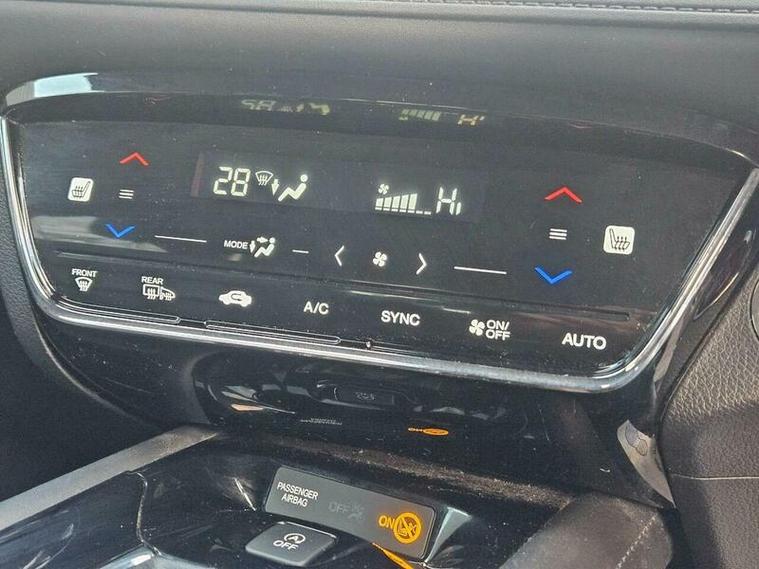 28 Hi
MODE
FRONT
REAR
A/C
SYNC
ON/
OFF
AUTO
PASSENGER
AIRBAG
OFF
ON
OFF